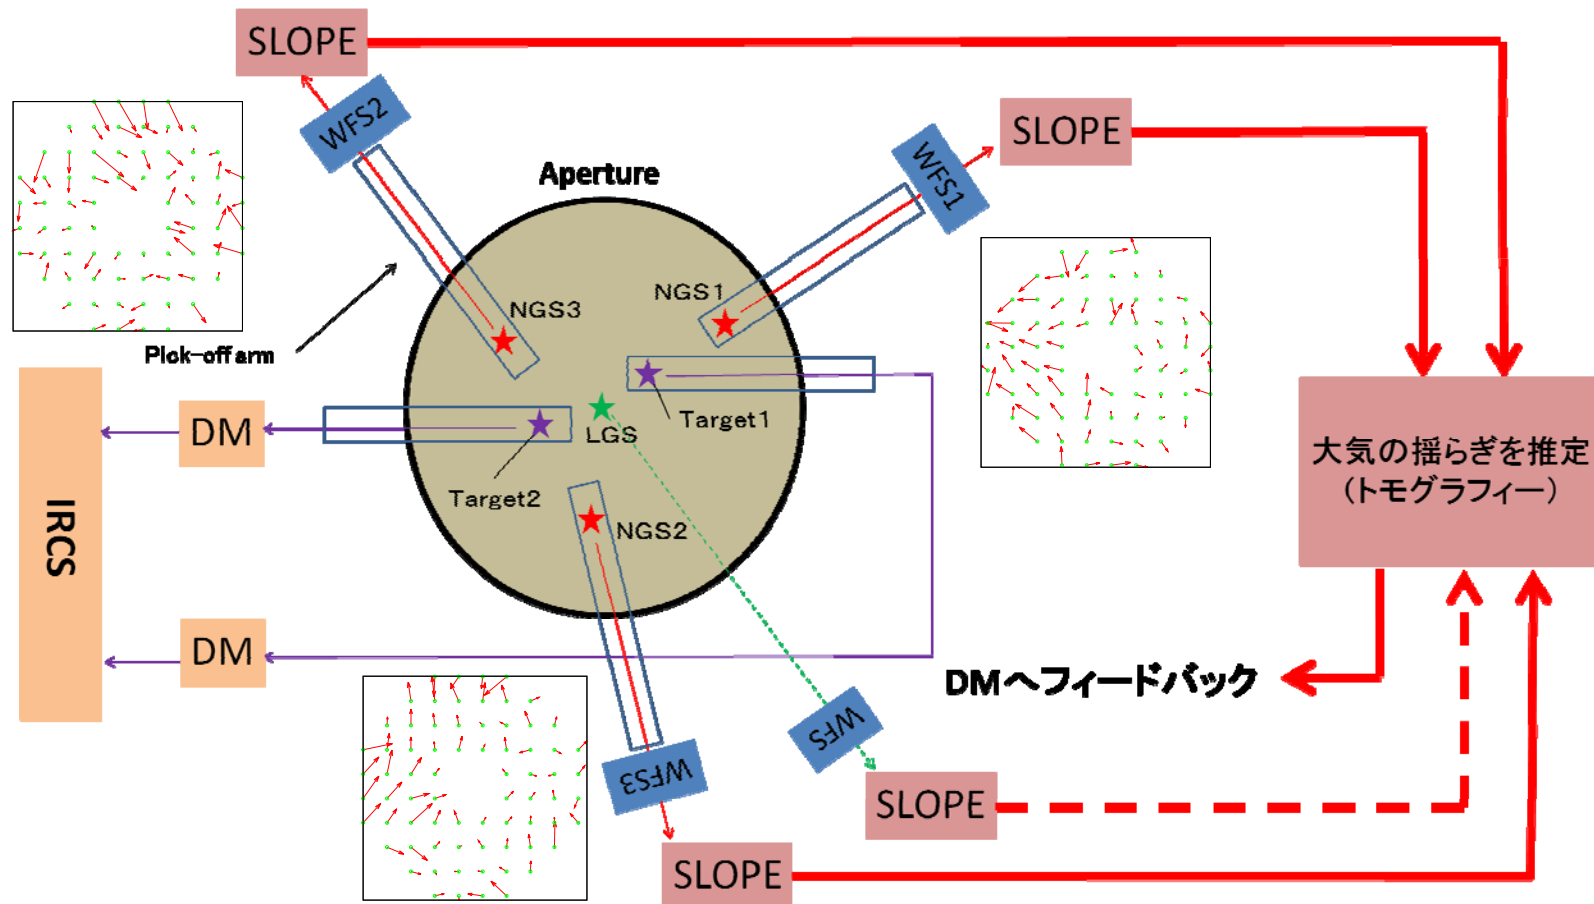 SLOPE
WFS2
SLOPE
WFS1
Aperture
NGS1
NGS3
Pick-off arm
Target1
DM
LGS
大気の揺らぎを推定
(トモグラフィー)
Target2
NGS2
IRCS
DM
DMへフィードバック
WFS
WFS3
SLOPE
SLOPE